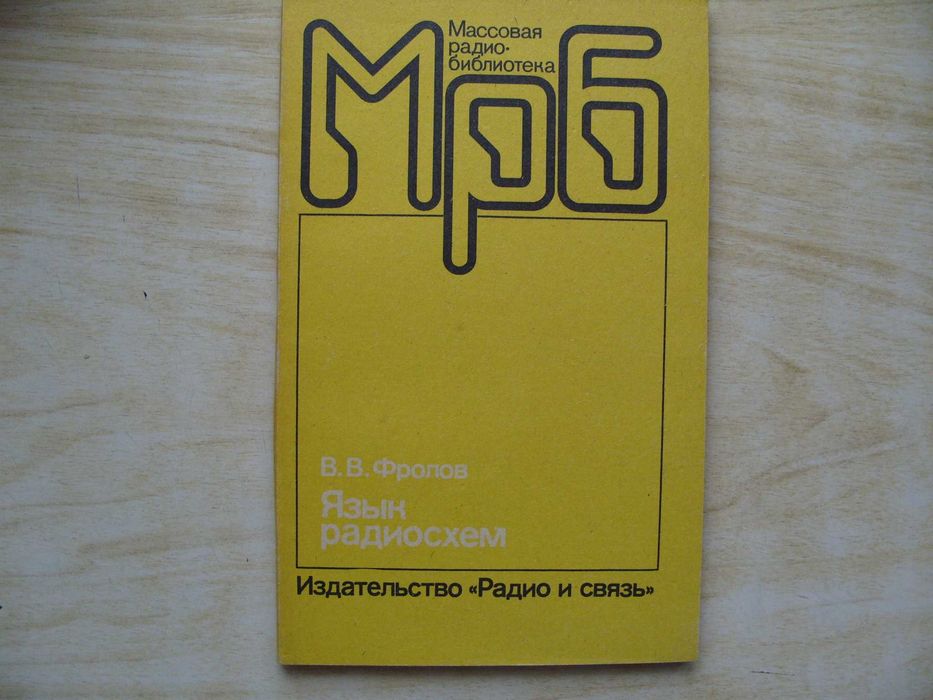 МРБ
Массовая
радио-
библиотека
В. В. Фролов
Язык
радиосхем
Издательство «Радио и связь»